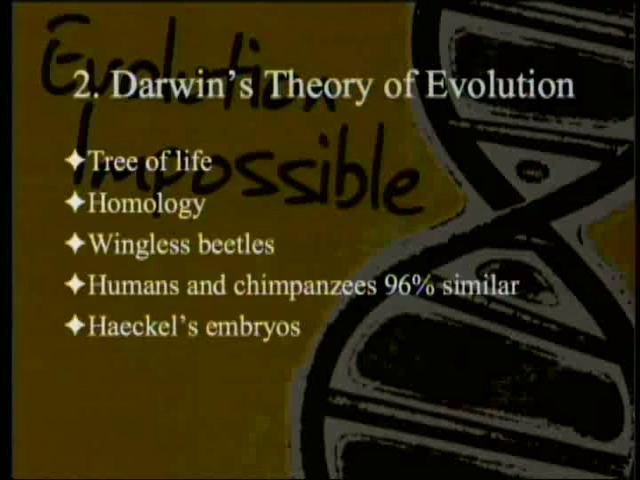 Evolution
Impossible
2. Darwin's Theory of Evolution
✦Tree of life
✦Homology
✦Wingless beetles
✦Humans and chimpanzees 96% similar
✦Haeckel's embryos